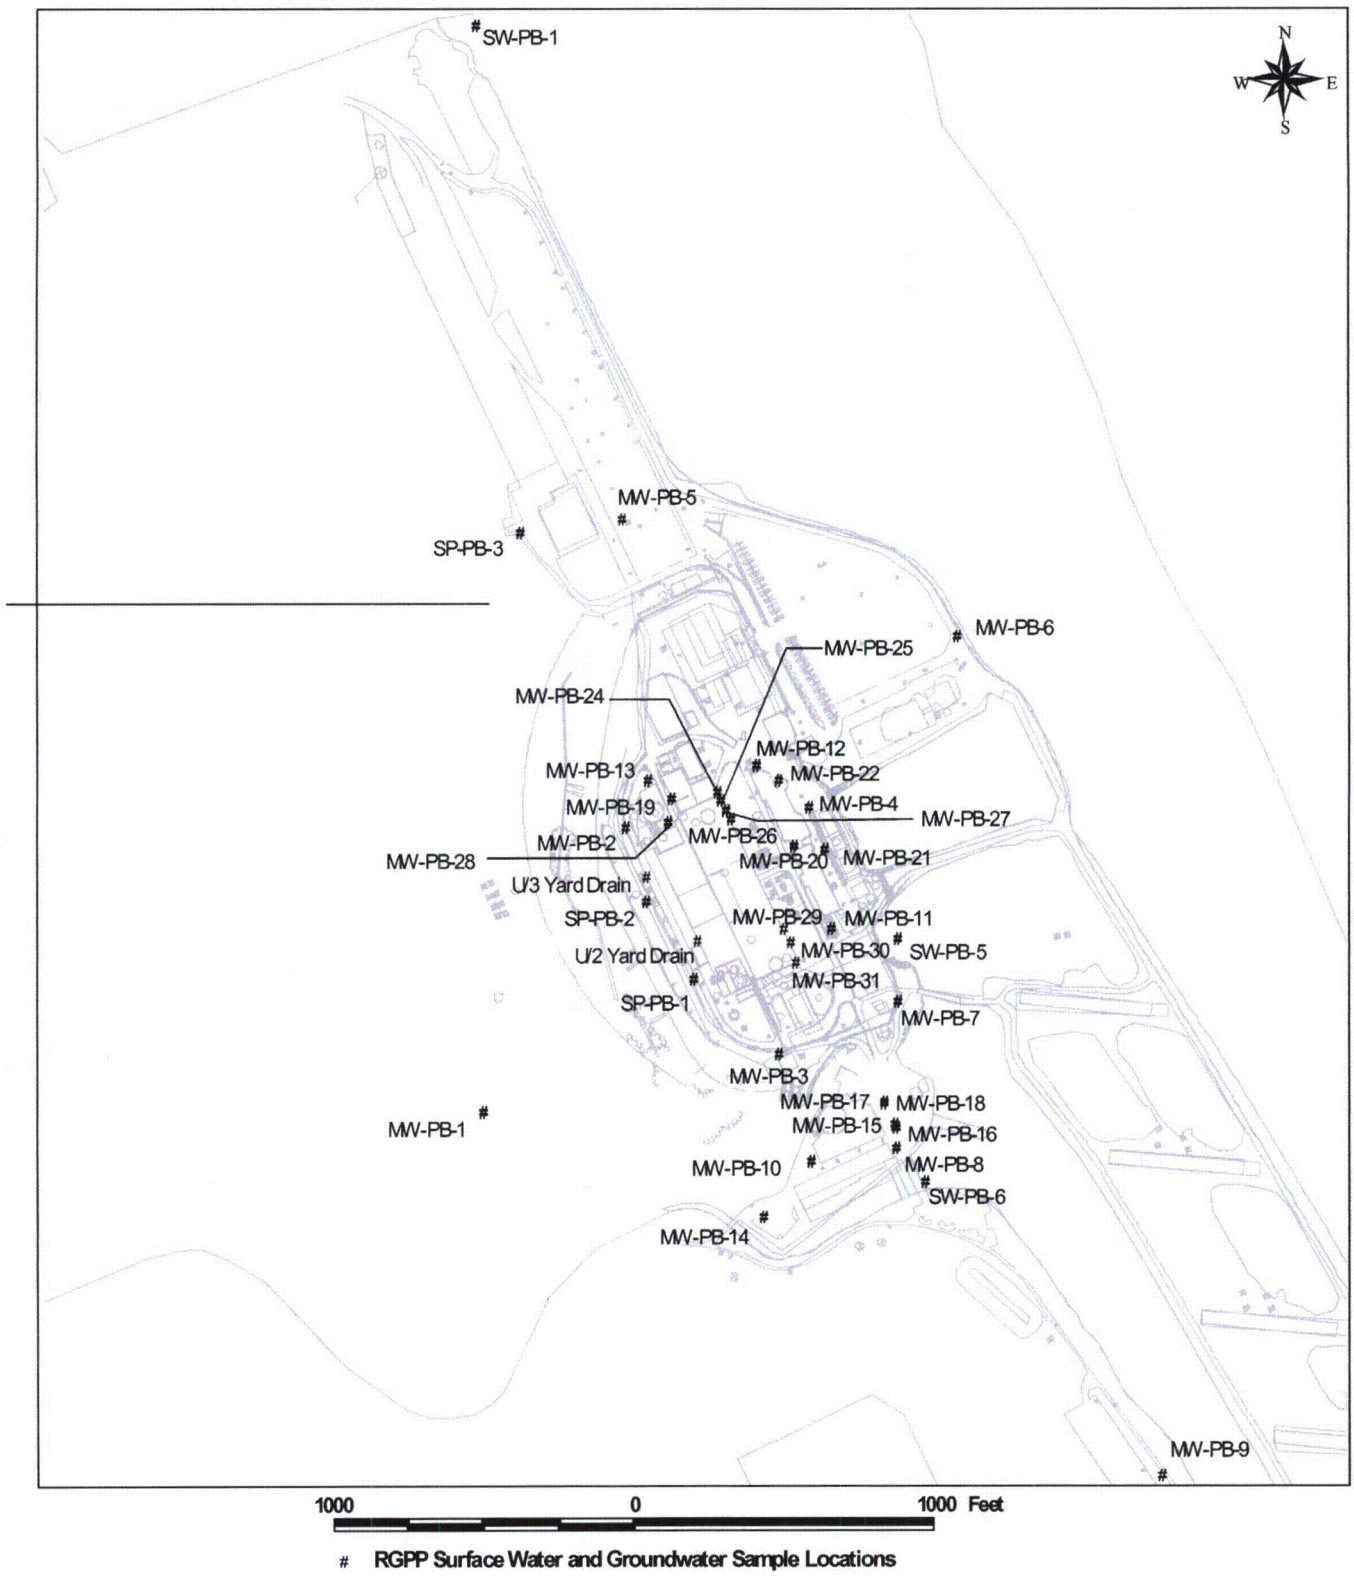 SW-PB-1
N
W E
S
MW-PB-5
SP-PB-3
MW-PB-6
MW-PB-25
MW-PB-24
MW-PB-12
MW-PB-13
MW-PB-22
MW-PB-19
MW-PB-4
MW-PB-27
MW-PB-26
MW-PB-2
MW-PB-28
MW-PB-20
MW-PB-21
U/3 Yard Drain
SP-PB-2
MW-PB-29
MW-PB-11
U/2 Yard Drain
MW-PB-30
SW-PB-5
MW-PB-31
SP-PB-1
MW-PB-7
MW-PB-3
MW-PB-17
MW-PB-18
MW-PB-1
MW-PB-15
MW-PB-16
MW-PB-10
MW-PB-8
SW-PB-6
MW-PB-14
MW-PB-9
1000 0 1000 Feet
# RGPP Surface Water and Groundwater Sample Locations